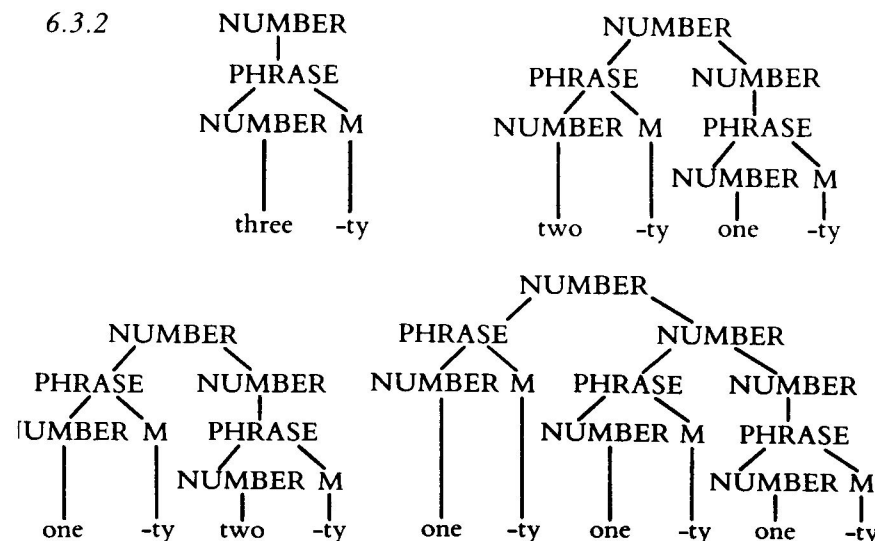 6.3.2 NUMBER NUMBER
PHRASE PHRASE NUMBER
NUMBER M NUMBER M PHRASE
NUMBER M
three -ty two -ty one -ty
NUMBER
NUMBER PHRASE NUMBER
PHRASE NUMBER NUMBER M PHRASE NUMBER
UMBER M PHRASE NUMBER M PHRASE
NUMBER M NUMBER M
one -ty two -ty one -ty one -ty one -ty